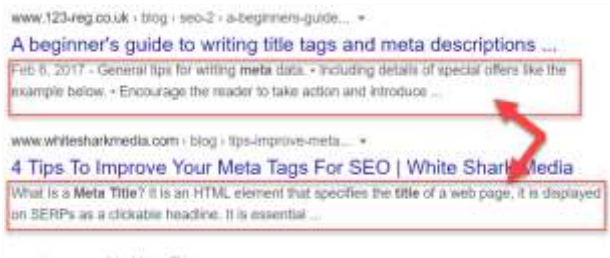 www.123-reg.co.uk › blog › seo-2 › a-beginners-guide...
A beginner's guide to writing title tags and meta descriptions ...
Feb 6, 2017 - General tips for writing meta data. • Including details of special offers like the
example below. • Encourage the reader to take action and introduce ...
www.whitesharkmedia.com › blog › tips-improve-meta...
4 Tips To Improve Your Meta Tags For SEO | White Shark Media
What is a Meta Title? It is an HTML element that specifies the title of a web page, it is displayed
on SERPs as a clickable headline. It is essential ...